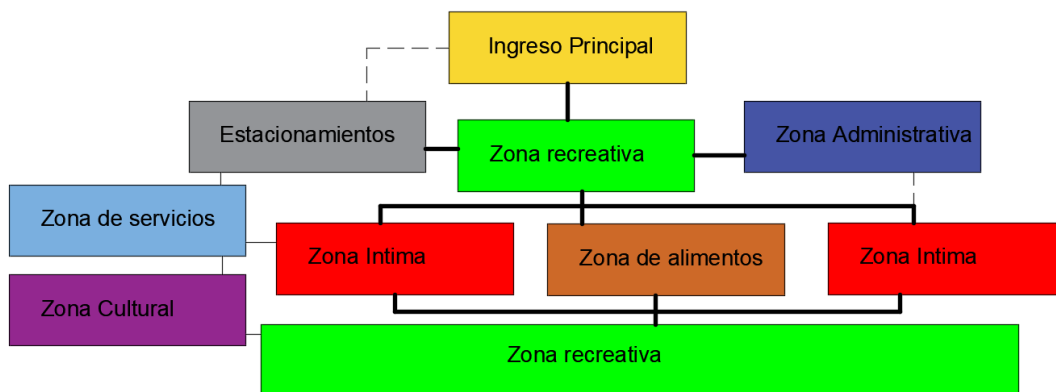 Ingreso Principal
Estacionamientos
Zona recreativa
Zona Administrativa
Zona de servicios
Zona Intima
Zona de alimentos
Zona Intima
Zona Cultural
Zona recreativa